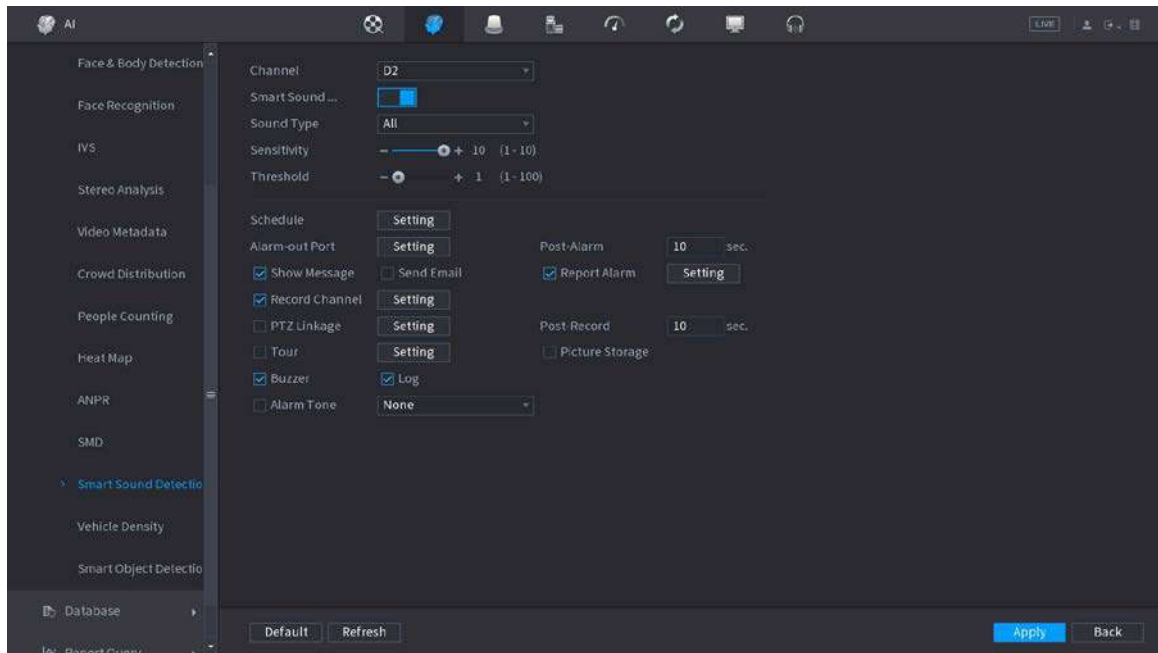 AI
LIVE
Face & Body Detection
Face Recognition
IVS
Stereo Analysis
Video Metadata
Crowd Distribution
People Counting
Heat Map
ANPR
SMD
Smart Sound Detectio
Vehicle Density
Smart Object Detectio
Database
Report Query
Channel D2
Smart Sound ...
Sound Type All
Sensitivity - + 10 (1 - 10)
Threshold - + 1 (1 - 100)
Schedule Setting
Alarm-out Port Setting Post-Alarm 10 sec.
Show Message Send Email Report Alarm Setting
Record Channel Setting
PTZ Linkage Setting Post-Record 10 sec.
Tour Setting Picture Storage
Buzzer Log
Alarm Tone None
Default Refresh Apply Back